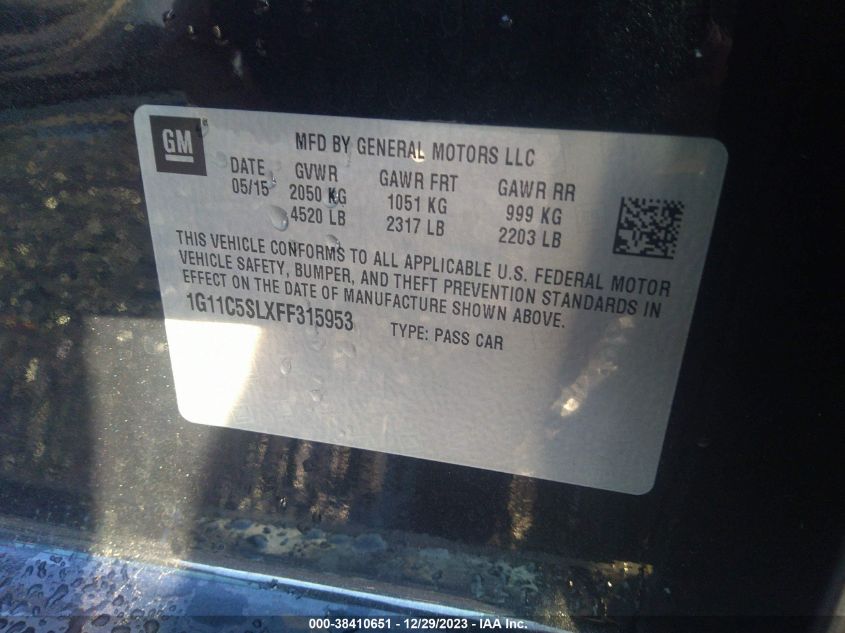 GM
MFD BY GENERAL MOTORS LLC
DATE GVWR GAWR FRT GAWR RR
05/15 2050 KG 1051 KG 999 KG
4520 LB 2317 LB 2203 LB
THIS VEHICLE CONFORMS TO ALL APPLICABLE U.S. FEDERAL MOTOR
VEHICLE SAFETY, BUMPER, AND THEFT PREVENTION STANDARDS IN
EFFECT ON THE DATE OF MANUFACTURE SHOWN ABOVE.
1G11C5SLXFF315953 TYPE: PASS CAR
000-38410651 - 12/29/2023 - IAA Inc.